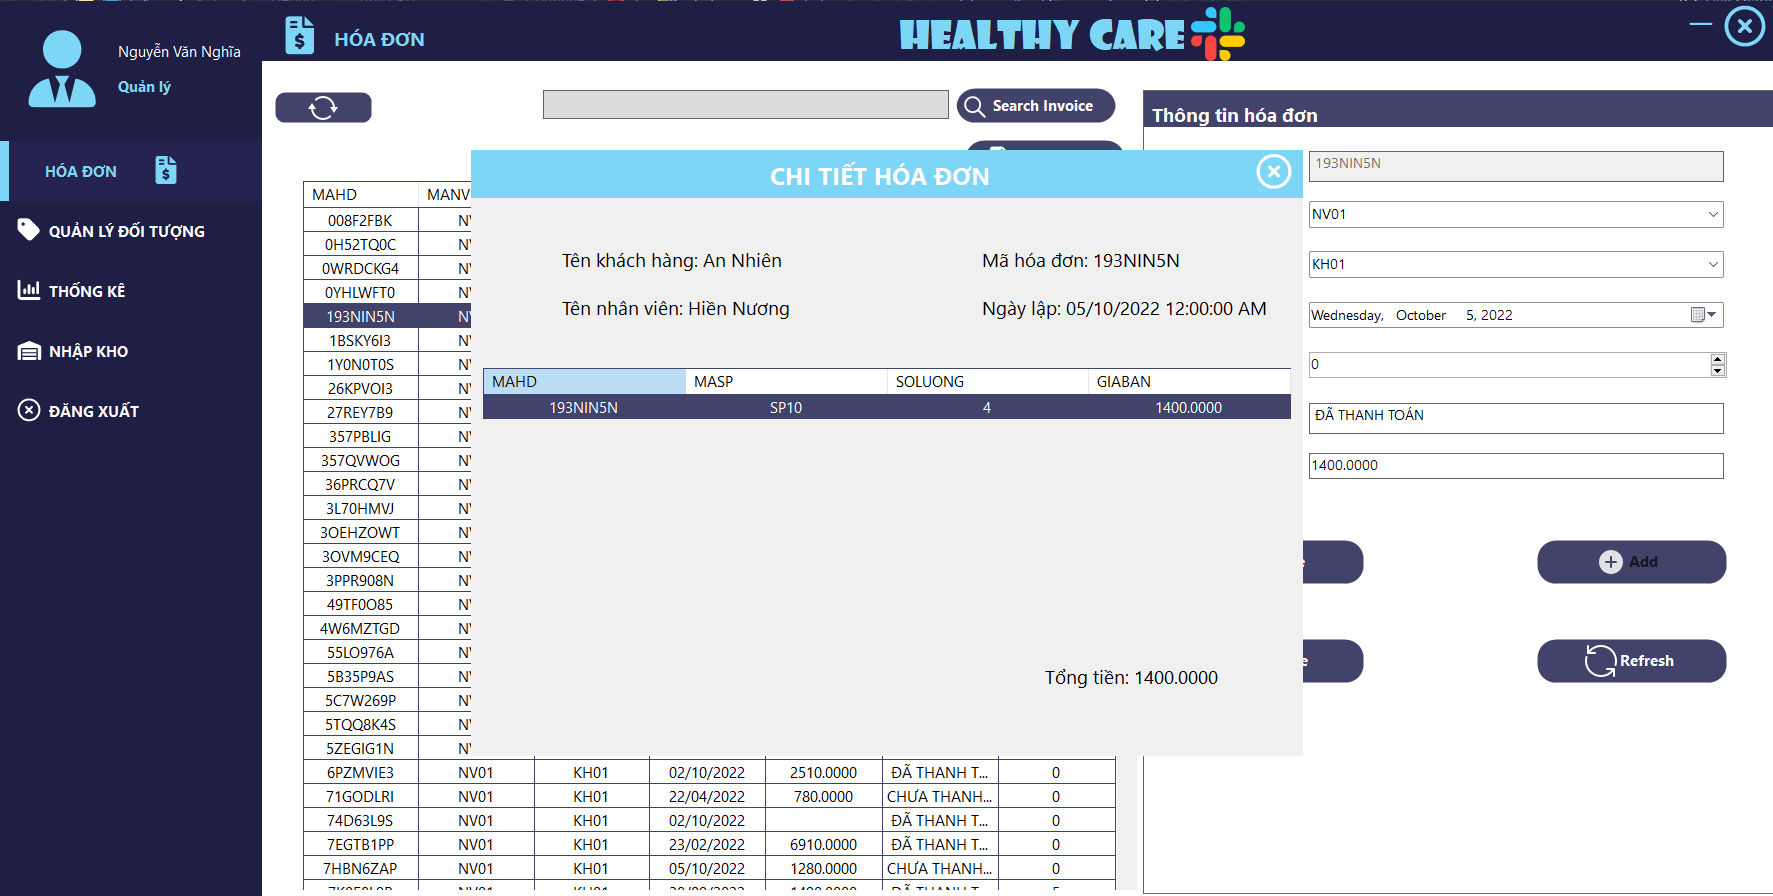 Nguyễn Văn Nghĩa
Quản lý
HÓA ĐƠN
QUẢN LÝ ĐỐI TƯỢNG
THỐNG KÊ
NHẬP KHO
ĐĂNG XUẤT
HÓA ĐƠN
HEALTHY CARE
Search Invoice
MAHD MANV
008F2FBK
0H52TQ0C
0WRDCKG4
0YHLWFT0
193NIN5N
1BSKY6I3
1Y0N0T0S
26KPVOI3
27REY7B9
357PBLIG
357QVWOG
36PRCQ7V
3L70HMVJ
3OEHZOWT
3OVM9CEQ
3PPR908N
49TF0O85
4W6MZTGD
55LO976A
5B35P9AS
5C7W269P
5TQQ8K4S
5ZEGIG1N
6PZMVIE3 NV01 KH01 02/10/2022 2510.0000 ĐÃ THANH T... 0
71GODLRI NV01 KH01 22/04/2022 780.0000 CHƯA THANH... 0
74D63L9S NV01 KH01 02/10/2022 ĐÃ THANH T... 0
7EGTB1PP NV01 KH01 23/02/2022 6910.0000 ĐÃ THANH T... 0
7HBN6ZAP NV01 KH01 05/10/2022 1280.0000 CHƯA THANH... 0
CHI TIẾT HÓA ĐƠN
Tên khách hàng: An Nhiên
Mã hóa đơn: 193NIN5N
Tên nhân viên: Hiền Nương
Ngày lập: 05/10/2022 12:00:00 AM
MAHD MASP SOLUONG GIABAN
193NIN5N SP10 4 1400.0000
Tổng tiền: 1400.0000
Thông tin hóa đơn
193NIN5N
NV01
KH01
Wednesday, October 5, 2022
0
ĐÃ THANH TOÁN
1400.0000
Add
Refresh